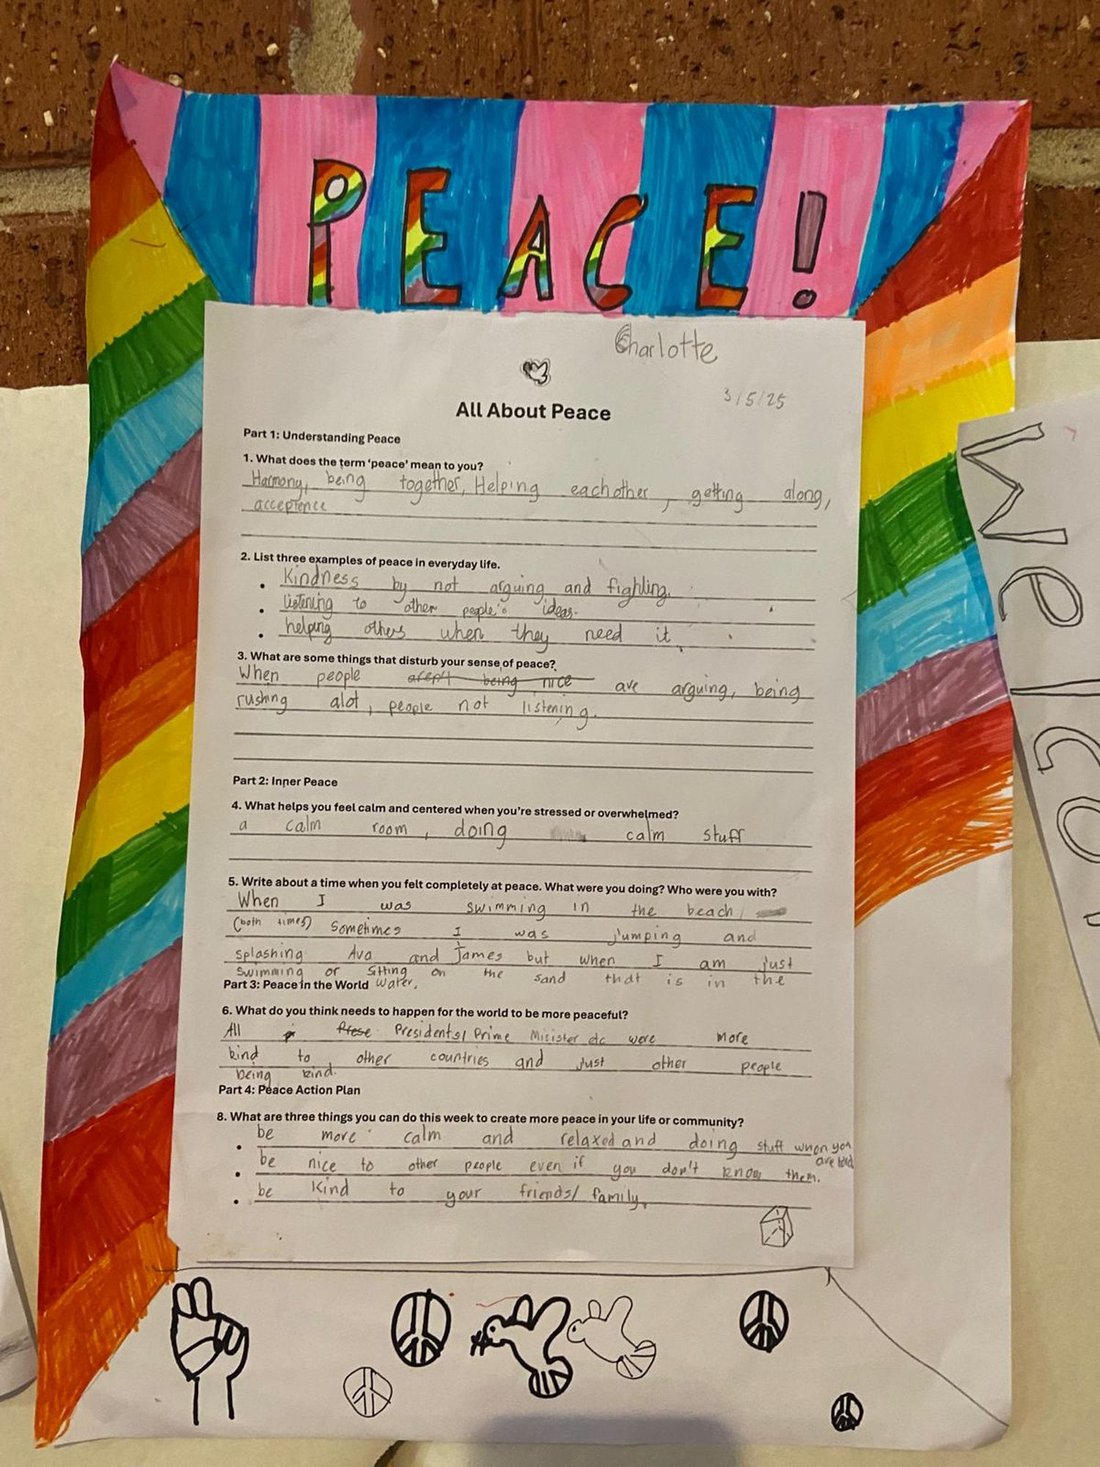 PEACE!
Charlotte
3/5/25
All About Peace
Part 1: Understanding Peace
1. What does the term 'peace' mean to you?
Harmony, being together, Helping eachother, getting along,
acceptence
2. List three examples of peace in everyday life.
• Kindness by not arguing and fighting.
• listening to other people's ideas.
• helping others when they need it.
3. What are some things that disturb your sense of peace?
When people aren't being nice are arguing, being
rushing alot, people not listening.
Part 2: Inner Peace
4. What helps you feel calm and centered when you're stressed or overwhelmed?
a calm room, doing calm stuff
5. Write about a time when you felt completely at peace. What were you doing? Who were you with?
When I was swimming in the beach
(both times) Sometimes I was jumping and
splashing Ava and James but when I am just
swimming or sitting on the sand that is in the
Part 3: Peace in the World water.
6. What do you think needs to happen for the world to be more peaceful?
All Presidents/Prime Minister etc were more
kind to other countries and just other people
being kind.
Part 4: Peace Action Plan
8. What are three things you can do this week to create more peace in your life or community?
• be more calm and relaxed and doing stuff when you
are told
• be nice to other people even if you don't know them.
• be kind to your friends/family.
Welco